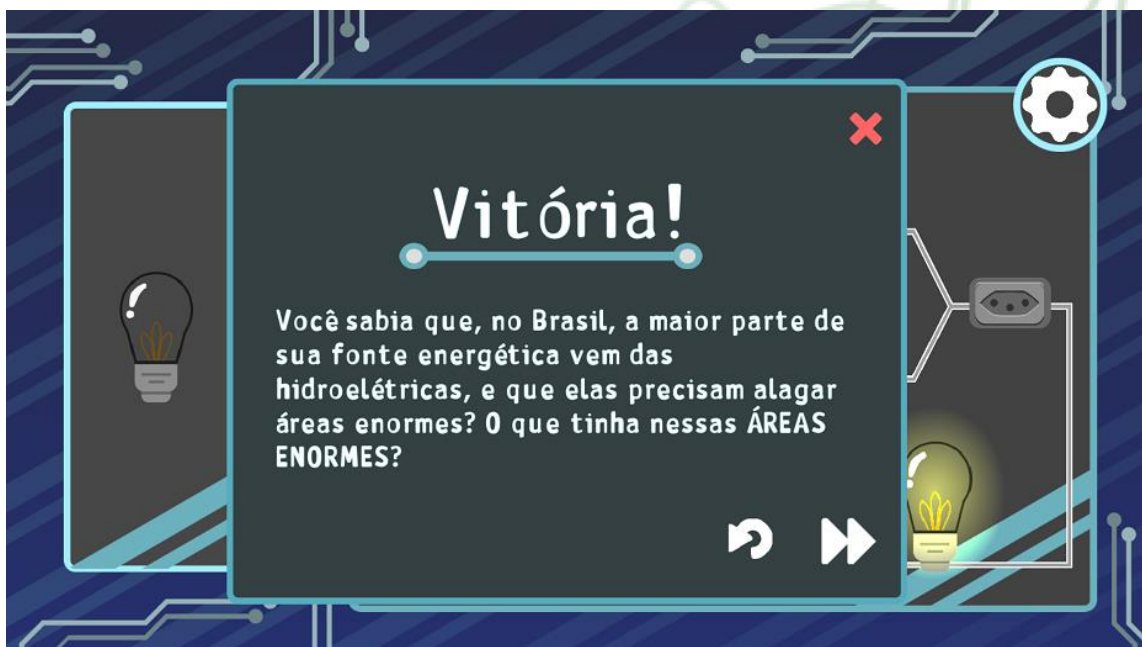 Vitória!
Você sabia que, no Brasil, a maior parte de
sua fonte energética vem das
hidroelétricas, e que elas precisam alagar
áreas enormes? O que tinha nessas ÁREAS
ENORMES?